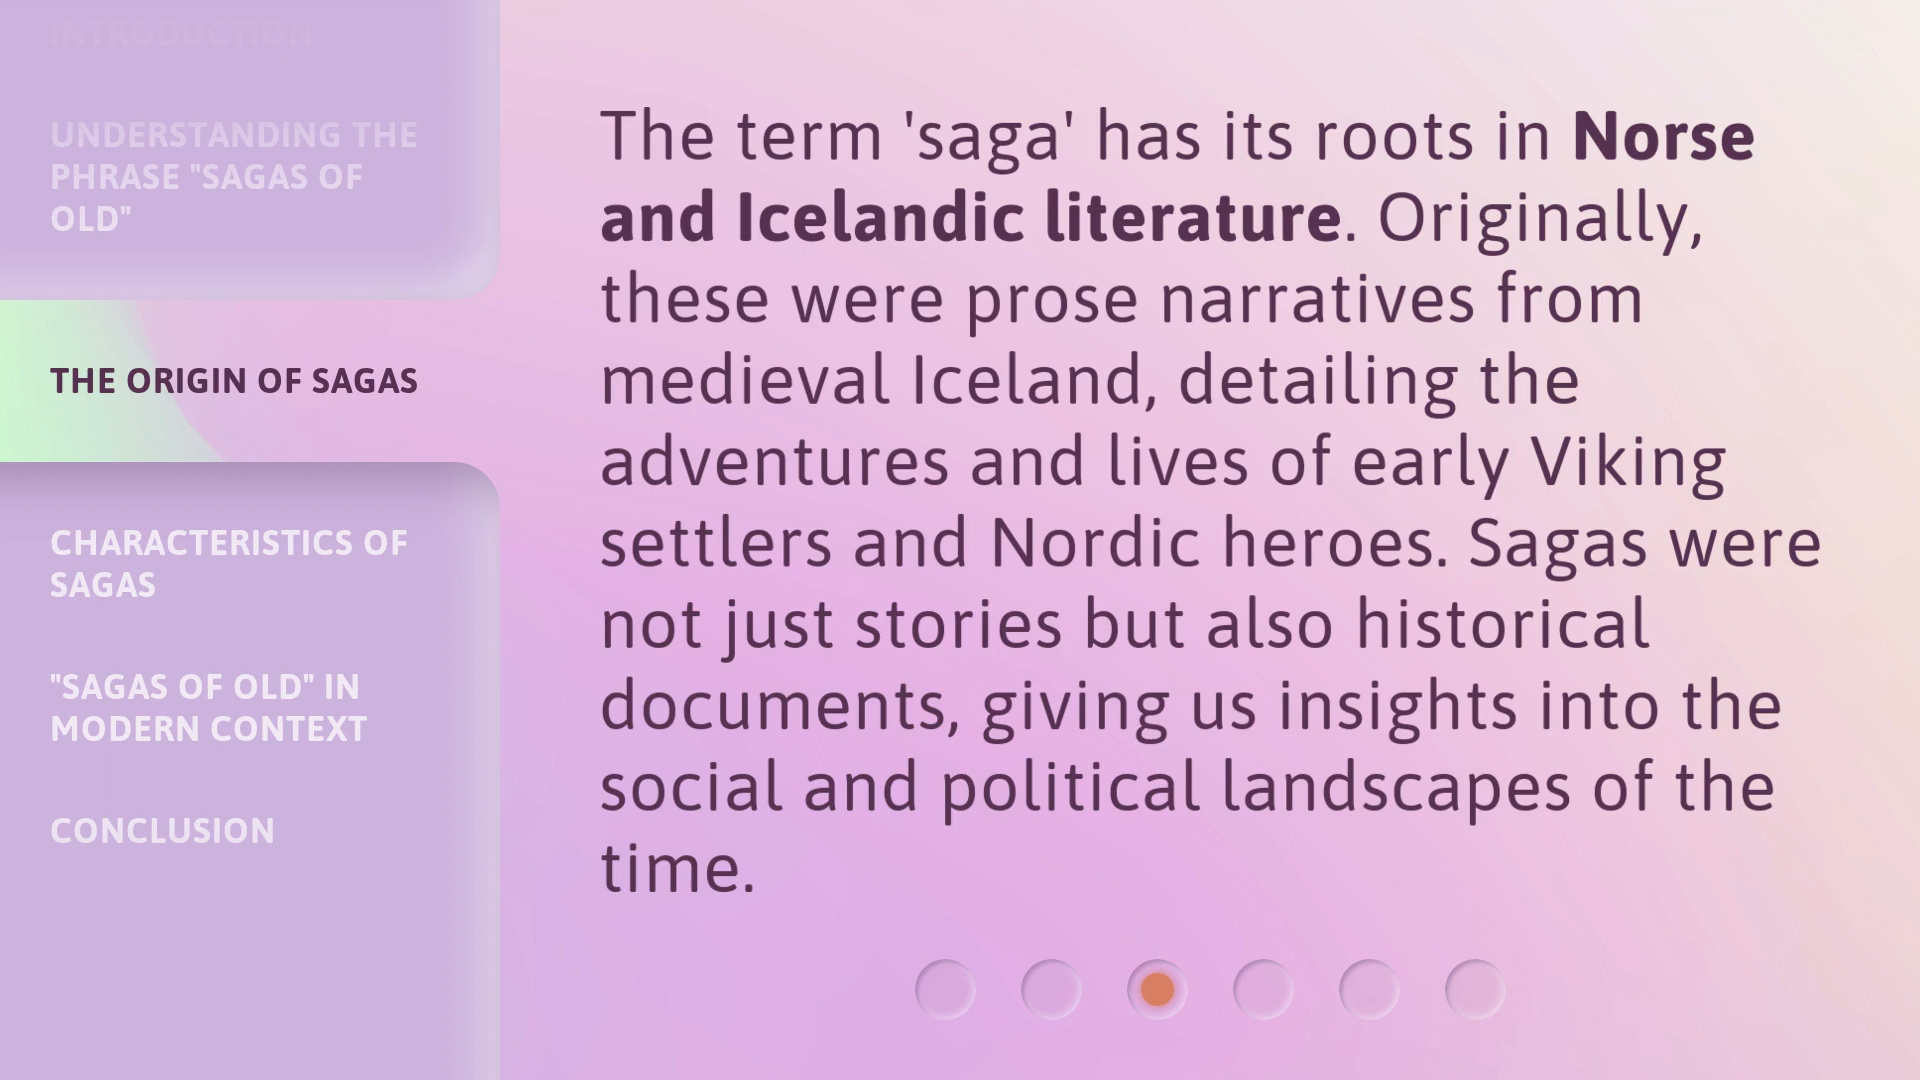 INTRODUCTION
UNDERSTANDING THE
PHRASE "SAGAS OF
OLD"
THE ORIGIN OF SAGAS
CHARACTERISTICS OF
SAGAS
"SAGAS OF OLD" IN
MODERN CONTEXT
CONCLUSION
The term 'saga' has its roots in Norse
and Icelandic literature. Originally,
these were prose narratives from
medieval Iceland, detailing the
adventures and lives of early Viking
settlers and Nordic heroes. Sagas were
not just stories but also historical
documents, giving us insights into the
social and political landscapes of the
time.